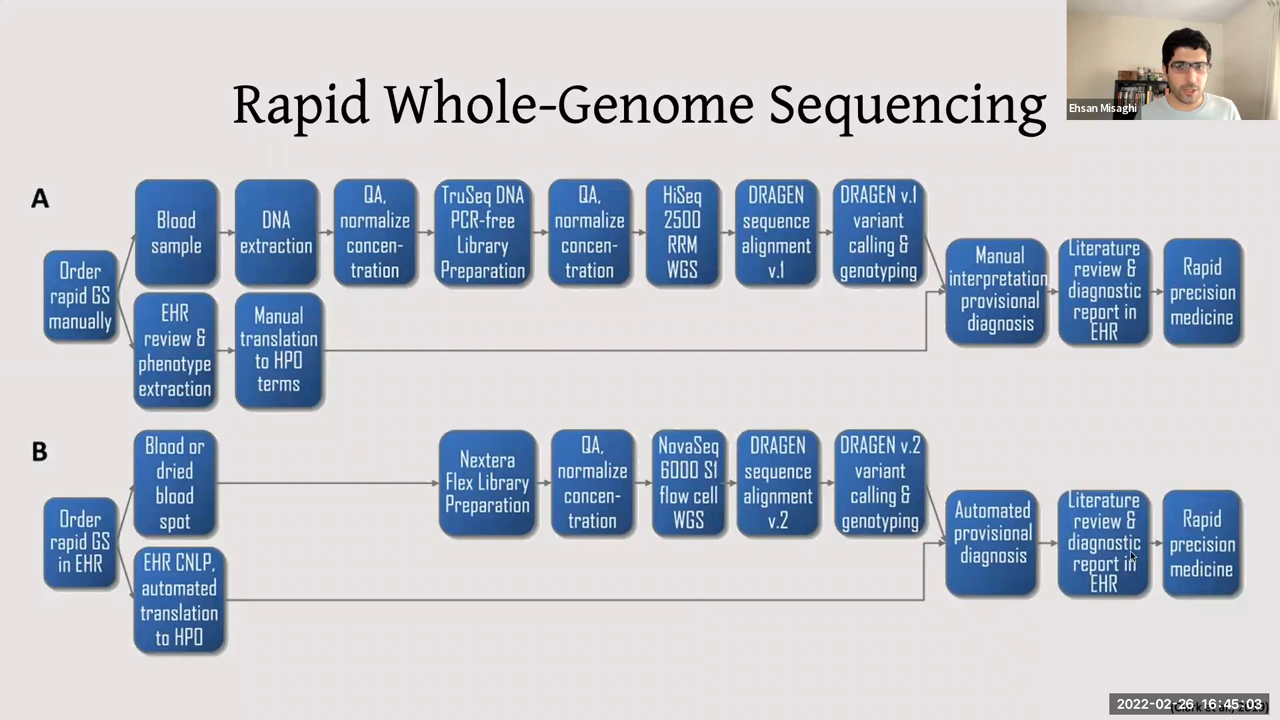 Rapid Whole-Genome Sequencing
Ehsan Misaghi
A
Order
rapid GS
manually
Blood
sample
DNA
extraction
QA,
normalize
concen-
tration
TruSeq DNA
PCR-free
Library
Preparation
QA,
normalize
concen-
tration
HiSeq
2500
RRM
WGS
DRAGEN
sequence
alignment
v.1
DRAGEN v.1
variant
calling &
genotyping
EHR
review &
phenotype
extraction
Manual
translation
to HPO
terms
Manual
interpretation
provisional
diagnosis
Literature
review &
diagnostic
report in
EHR
Rapid
precision
medicine
B
Order
rapid GS
in EHR
Blood or
dried
blood
spot
Nextera
Flex Library
Preparation
QA,
normalize
concen-
tration
NovaSeq
6000 S1
flow cell
WGS
DRAGEN
sequence
alignment
v.2
DRAGEN v.2
variant
calling &
genotyping
EHR CNLP,
automated
translation
to HPO
Automated
provisional
diagnosis
Literature
review &
diagnostic
report in
EHR
Rapid
precision
medicine
2022-02-26 16:45:03